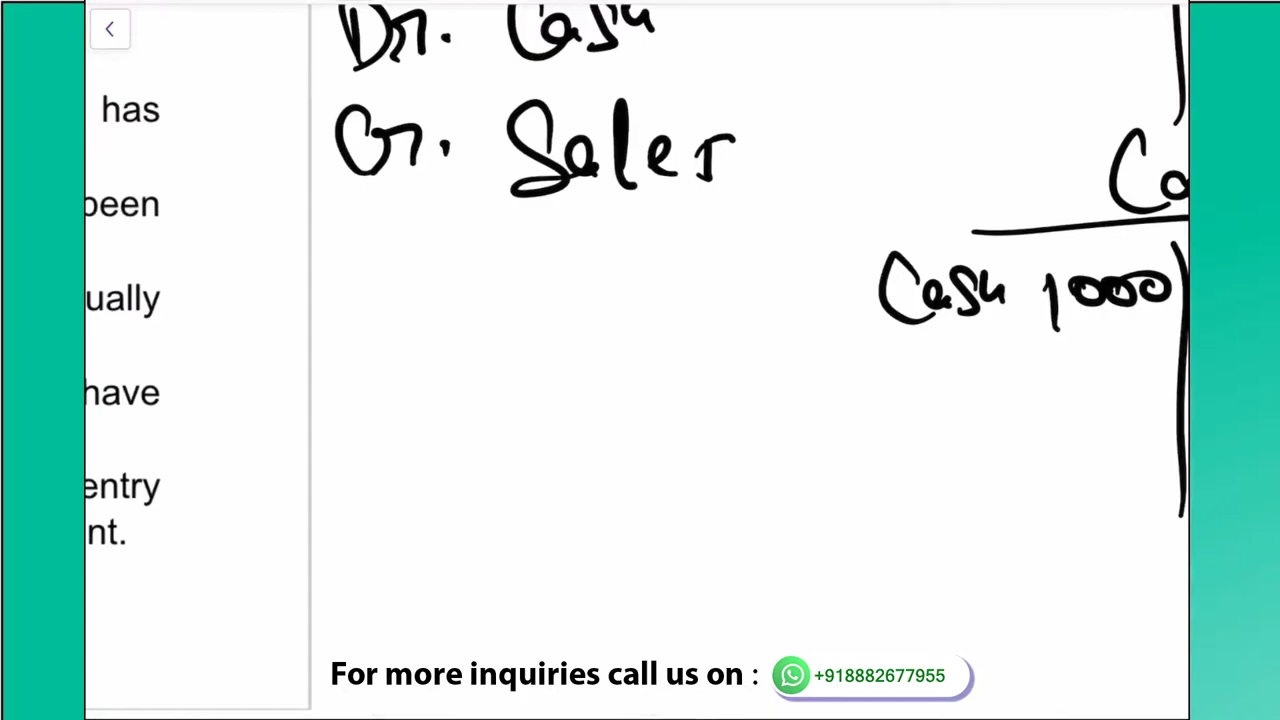 has
been
ually
have
entry
nt.
Dr. Cash
Cr. Sales
Ca
Cash 1000
For more inquiries call us on : +918882677955